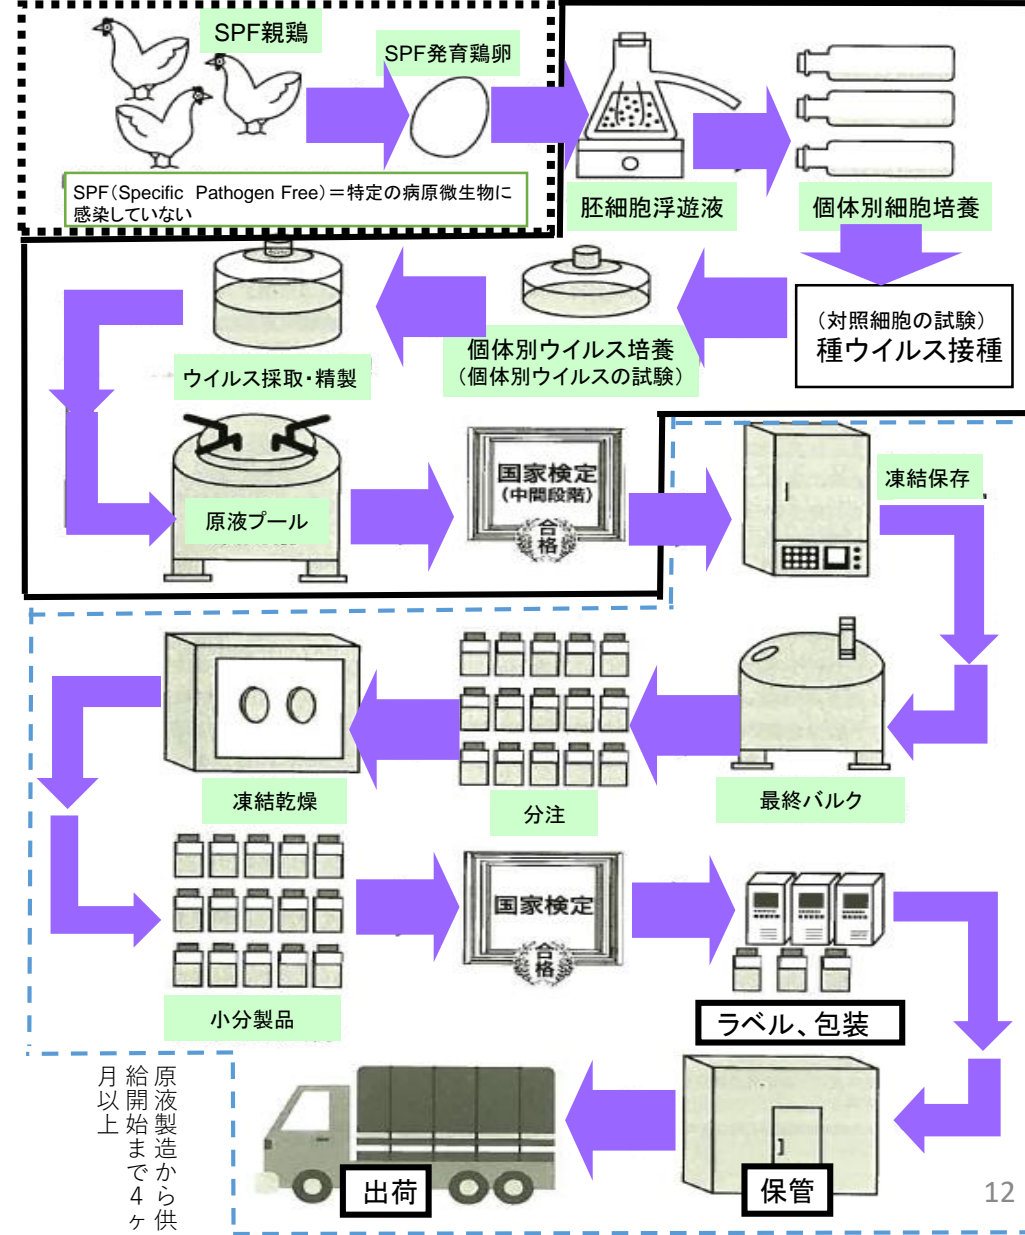 SPF親鶏
SPF発育鶏卵
SPF(Specific Pathogen Free)＝特定の病原微生物に
感染していない
胚細胞浮遊液
個体別細胞培養
（対照細胞の試験）
種ウイルス接種
個体別ウイルス培養
（個体別ウイルスの試験）
ウイルス採取・精製
原液プール
国家検定
（中間段階）
合格
凍結保存
最終バルク
分注
凍結乾燥
小分製品
国家検定
合格
ラベル、包装
保管
出荷
原液製造から供
給開始まで4ヶ
月以上
12